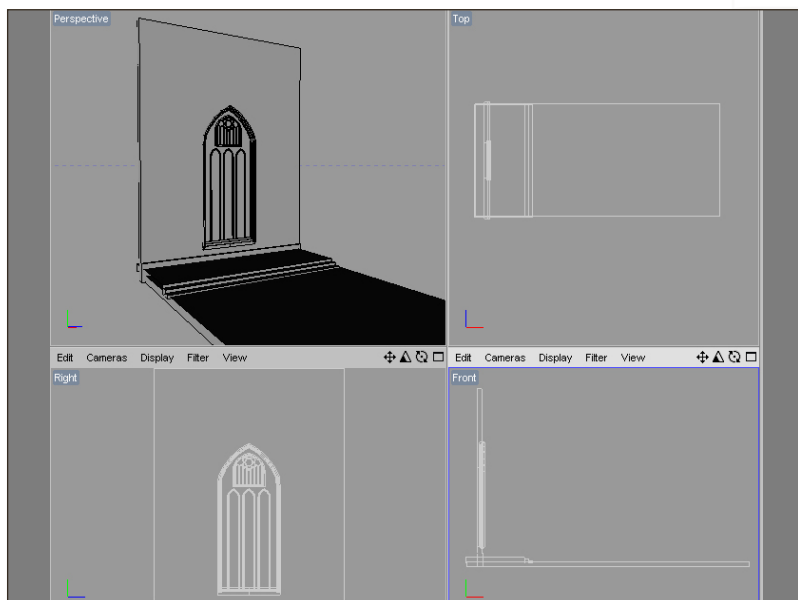 Perspective
Top
Edit Cameras Display Filter View
Edit Cameras Display Filter View
Right
Front